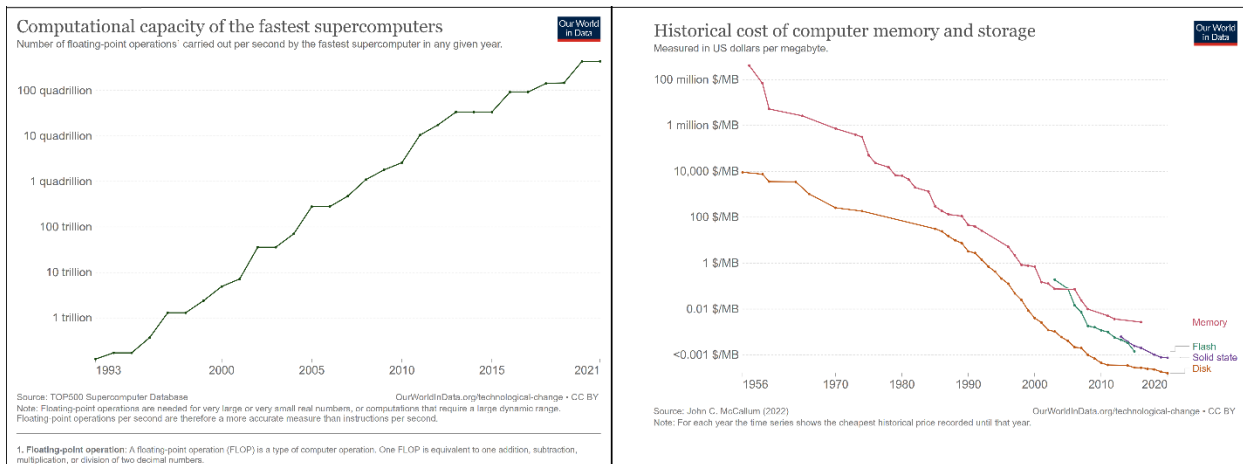 Computational capacity of the fastest supercomputers
Number of floating-point operations¹ carried out per second by the fastest supercomputer in any given year.
Our World
in Data
100 quadrillion
10 quadrillion
1 quadrillion
100 trillion
10 trillion
1 trillion
1993
2000
2005
2010
2015
2021
Source: TOP500 Supercomputer Database
OurWorldInData.org/technological-change • CC BY
Note: Floating-point operations are needed for very large or very small real numbers, or computations that require a large dynamic range.
Floating-point operations per second are therefore a more accurate measure than instructions per second.
1. Floating-point operation: A floating-point operation (FLOP) is a type of computer operation. One FLOP is equivalent to one addition, subtraction,
multiplication, or division of two decimal numbers.
Historical cost of computer memory and storage
Measured in US dollars per megabyte.
Our World
in Data
100 million $/MB
1 million $/MB
10,000 $/MB
100 $/MB
1 $/MB
0.01 $/MB
<0.001 $/MB
Memory
Flash
Solid state
Disk
1956
1970
1980
1990
2000
2010
2020
Source: John C. McCallum (2022)
OurWorldInData.org/technological-change • CC BY
Note: For each year the time series shows the cheapest historical price recorded until that year.